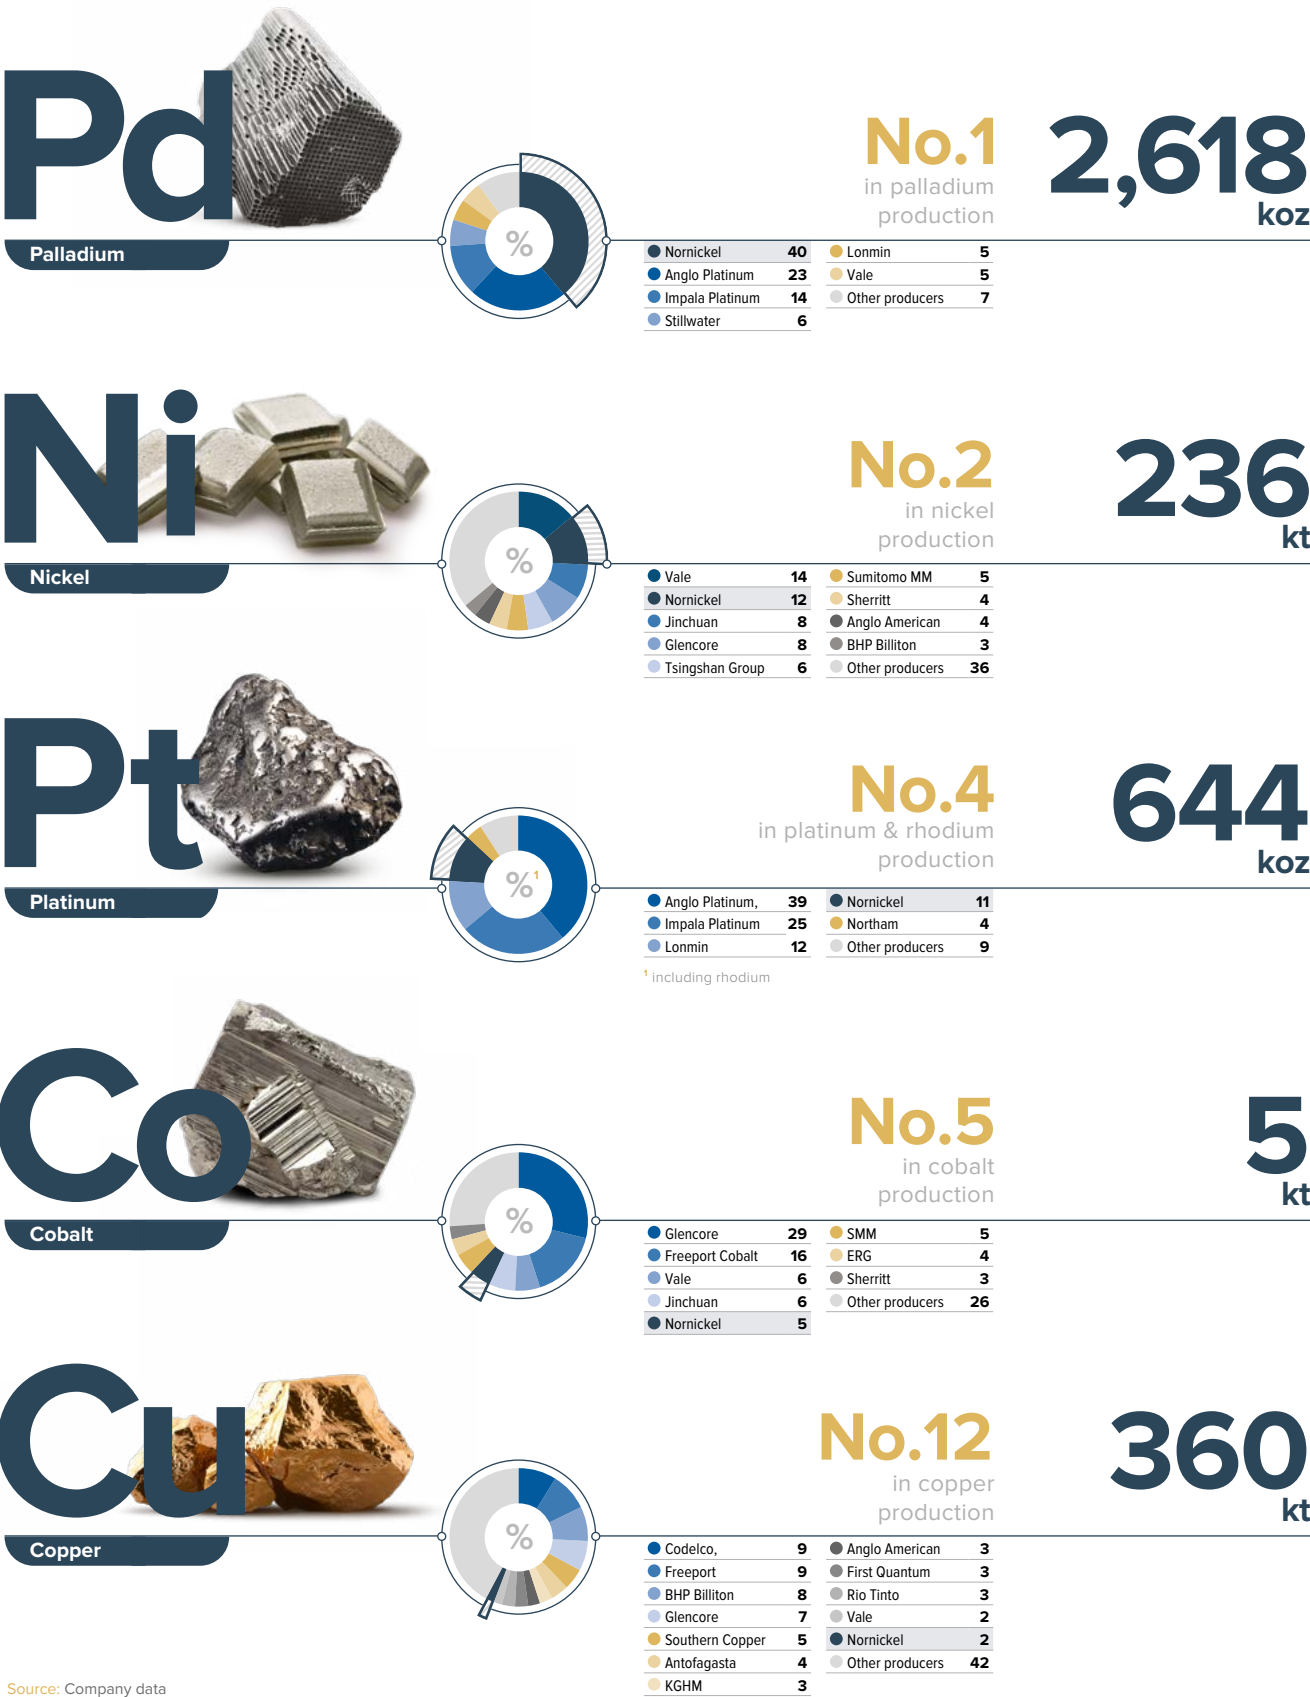 Pd
Palladium
%
No.1
in palladium
production
2,618
koz
Nornickel 40
Anglo Platinum 23
Impala Platinum 14
Stillwater 6
Lonmin 5
Vale 5
Other producers 7
Ni
Nickel
%
No.2
in nickel
production
236
kt
Vale 14
Nornickel 12
Jinchuan 8
Glencore 8
Tsingshan Group 6
Sumitomo MM 5
Sherritt 4
Anglo American 4
BHP Billiton 3
Other producers 36
Pt
Platinum
%¹
No.4
in platinum & rhodium
production
644
koz
Anglo Platinum, 39
Impala Platinum 25
Lonmin 12
Nornickel 11
Northam 4
Other producers 9
¹ including rhodium
Co
Cobalt
%
No.5
in cobalt
production
5
kt
Glencore 29
Freeport Cobalt 16
Vale 6
Jinchuan 6
Nornickel 5
SMM 5
ERG 4
Sherritt 3
Other producers 26
Cu
Copper
%
No.12
in copper
production
360
kt
Codelco, 9
Freeport 9
BHP Billiton 8
Glencore 7
Southern Copper 5
Antofagasta 4
KGHM 3
Anglo American 3
First Quantum 3
Rio Tinto 3
Vale 2
Nornickel 2
Other producers 42
Source: Company data